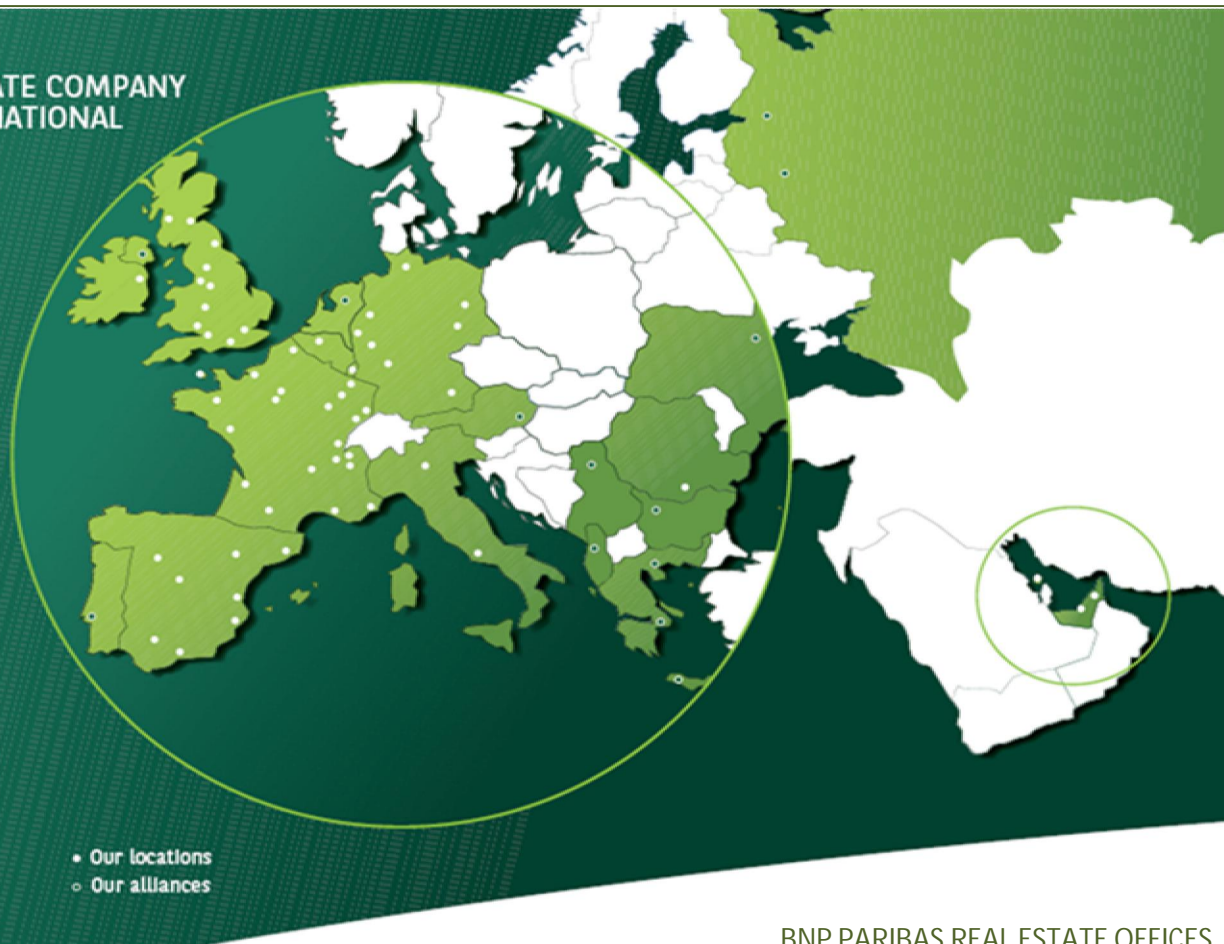 ATE COMPANY
NATIONAL
• Our locations
○ Our alliances
BNP PARIBAS REAL ESTATE OFFICES